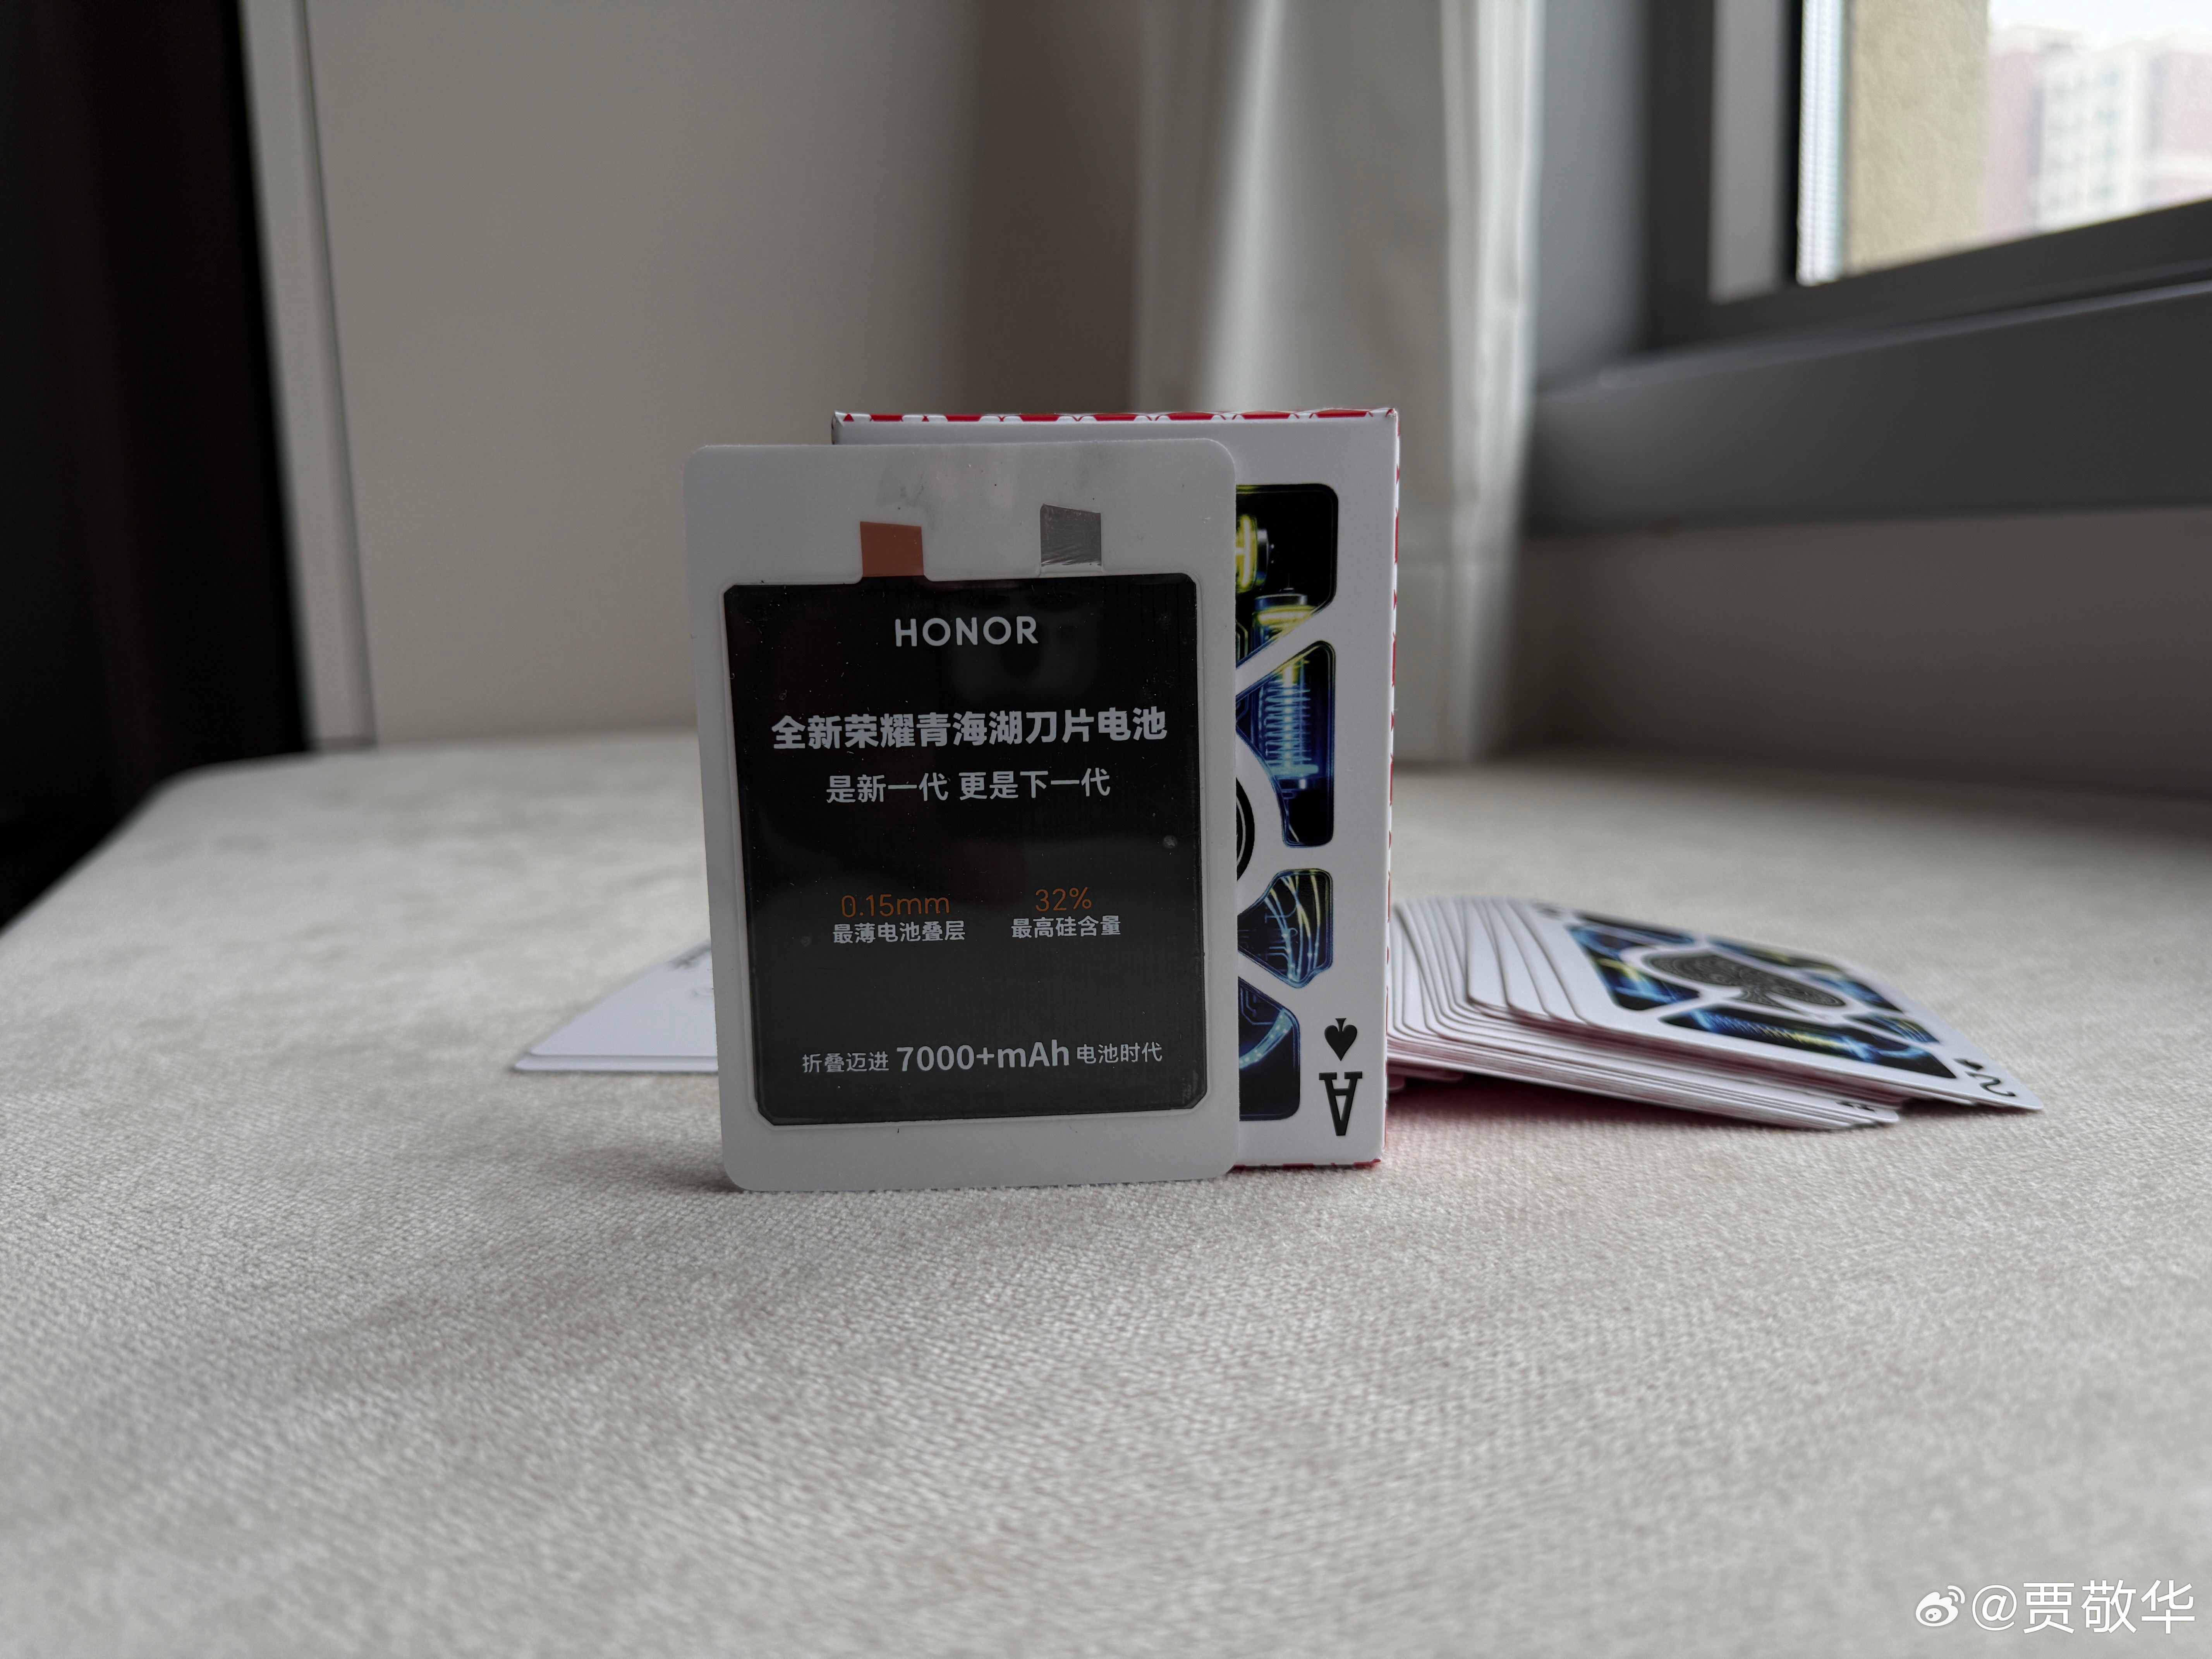 HONOR
全新荣耀青海湖刀片电池
是新一代 更是下一代
0.15mm 32%
最薄电池叠层 最高硅含量
折叠迈进 7000+mAh 电池时代
A
2
@贾敬华